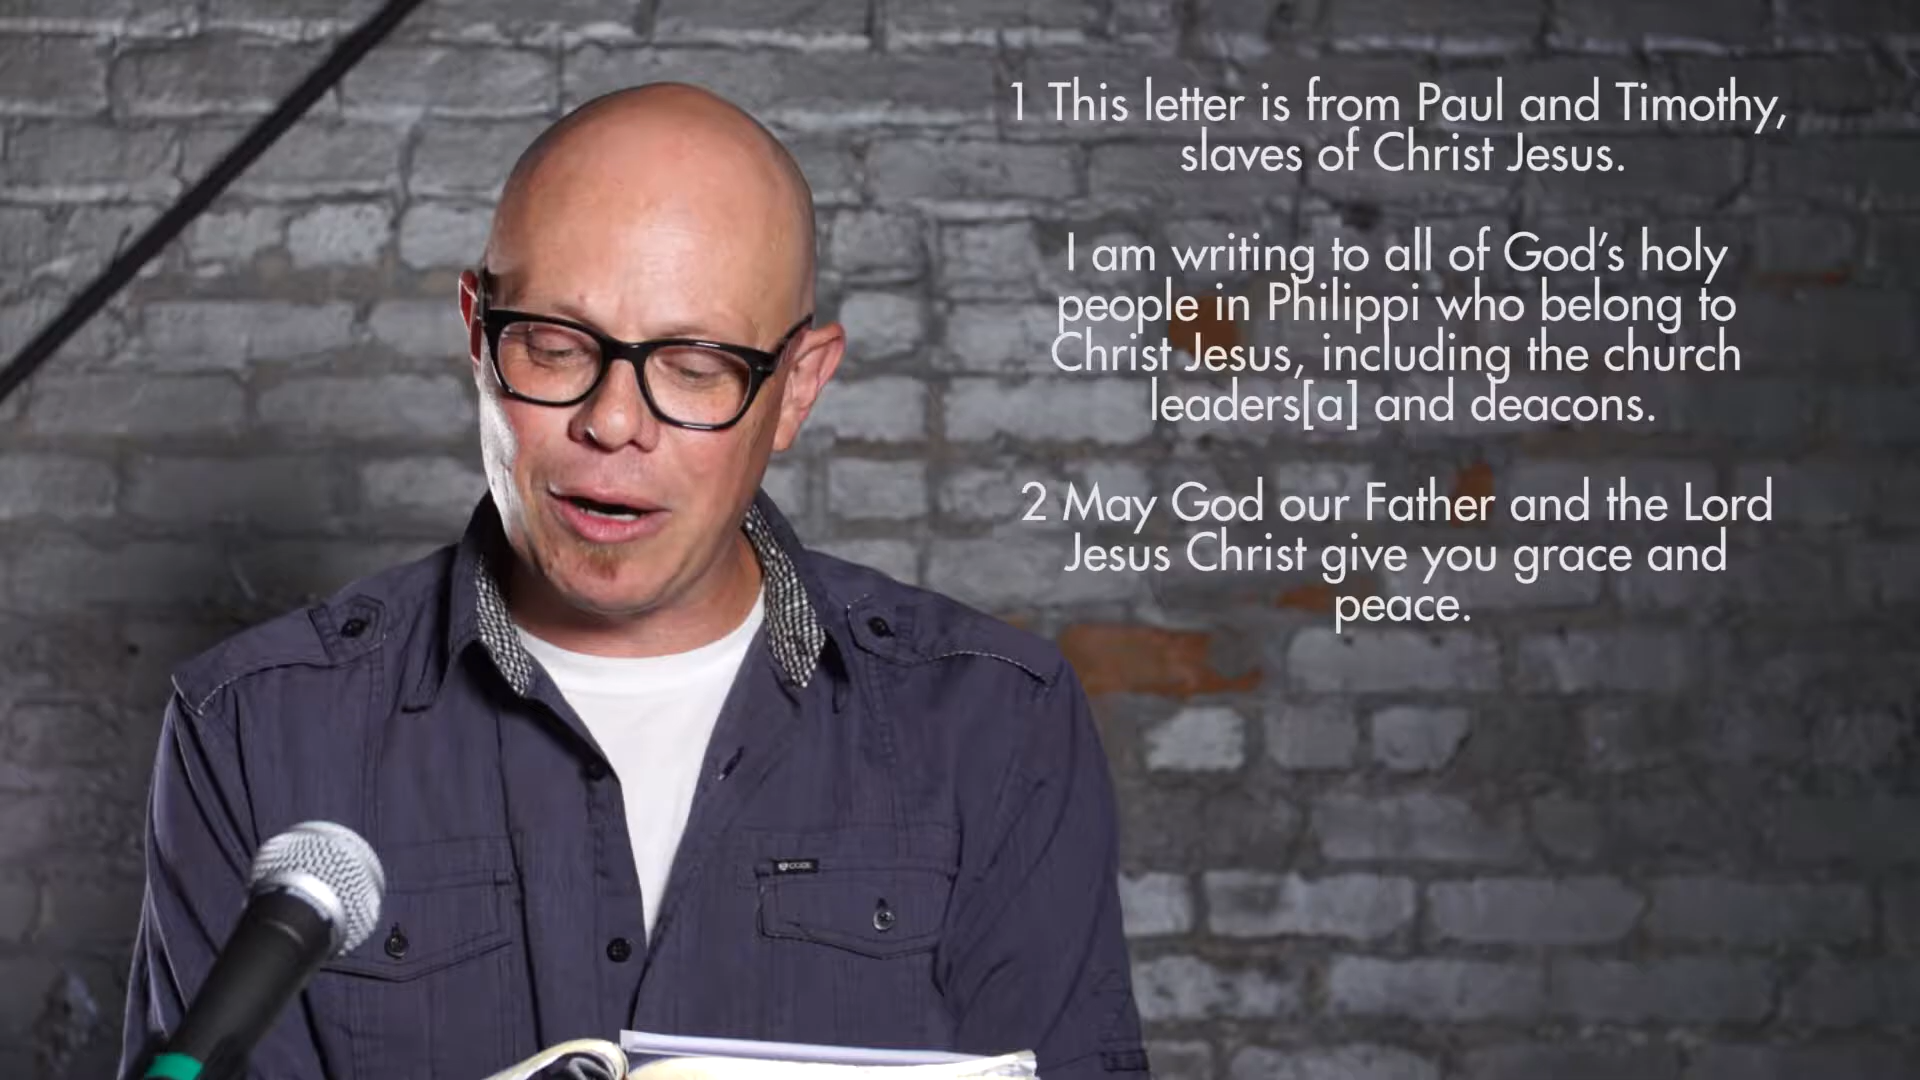 1 This letter is from Paul and Timothy,
slaves of Christ Jesus.
I am writing to all of God’s holy
people in Philippi who belong to
Christ Jesus, including the church
leaders[a] and deacons.
2 May God our Father and the Lord
Jesus Christ give you grace and
peace.